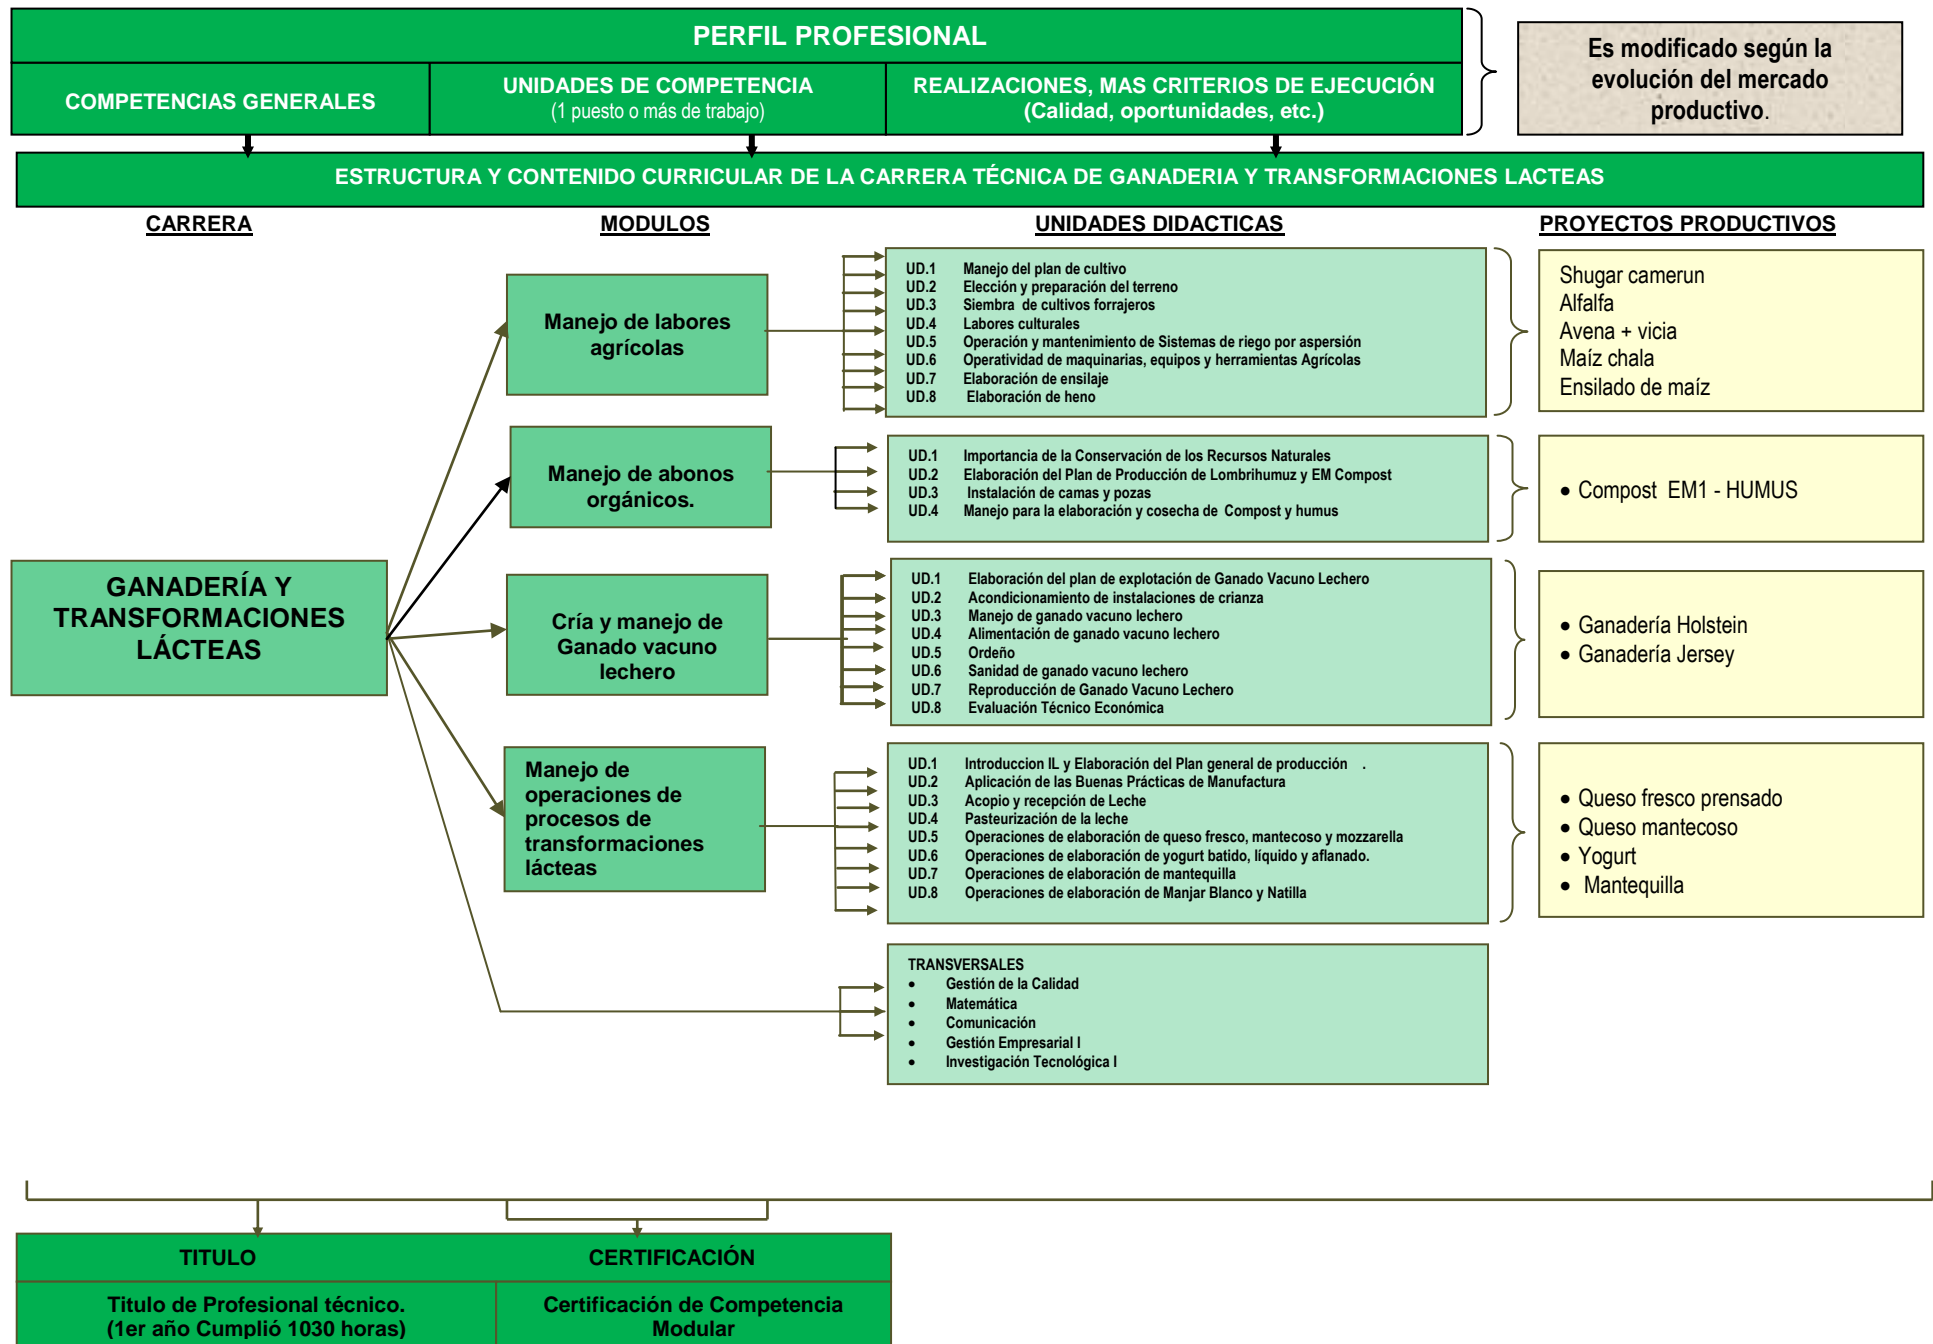 PERFIL PROFESIONAL
COMPETENCIAS GENERALES
UNIDADES DE COMPETENCIA
(1 puesto o más de trabajo)
REALIZACIONES, MAS CRITERIOS DE EJECUCIÓN
(Calidad, oportunidades, etc.)
Es modificado según la
evolución del mercado
productivo.
ESTRUCTURA Y CONTENIDO CURRICULAR DE LA CARRERA TÉCNICA DE GANADERIA Y TRANSFORMACIONES LACTEAS
CARRERA
MODULOS
UNIDADES DIDACTICAS
PROYECTOS PRODUCTIVOS
GANADERÍA Y
TRANSFORMACIONES
LÁCTEAS
Manejo de labores
agrícolas
UD.1 Manejo del plan de cultivo
UD.2 Elección y preparación del terreno
UD.3 Siembra de cultivos forrajeros
UD.4 Labores culturales
UD.5 Operación y mantenimiento de Sistemas de riego por aspersión
UD.6 Operatividad de maquinarias, equipos y herramientas Agrícolas
UD.7 Elaboración de ensilaje
UD.8 Elaboración de heno
Shugar camerun
Alfalfa
Avena + vicia
Maíz chala
Ensilado de maíz
Manejo de abonos
orgánicos.
UD.1 Importancia de la Conservación de los Recursos Naturales
UD.2 Elaboración del Plan de Producción de Lombrihumuz y EM Compost
UD.3 Instalación de camas y pozas
UD.4 Manejo para la elaboración y cosecha de Compost y humus
• Compost EM1 - HUMUS
Cría y manejo de
Ganado vacuno
lechero
UD.1 Elaboración del plan de explotación de Ganado Vacuno Lechero
UD.2 Acondicionamiento de instalaciones de crianza
UD.3 Manejo de ganado vacuno lechero
UD.4 Alimentación de ganado vacuno lechero
UD.5 Ordeño
UD.6 Sanidad de ganado vacuno lechero
UD.7 Reproducción de Ganado Vacuno Lechero
UD.8 Evaluación Técnico Económica
• Ganadería Holstein
• Ganadería Jersey
Manejo de
operaciones de
procesos de
transformaciones
lácteas
UD.1 Introduccion IL y Elaboración del Plan general de producción .
UD.2 Aplicación de las Buenas Prácticas de Manufactura
UD.3 Acopio y recepción de Leche
UD.4 Pasteurización de la leche
UD.5 Operaciones de elaboración de queso fresco, mantecoso y mozzarella
UD.6 Operaciones de elaboración de yogurt batido, líquido y aflanado.
UD.7 Operaciones de elaboración de mantequilla
UD.8 Operaciones de elaboración de Manjar Blanco y Natilla
• Queso fresco prensado
• Queso mantecoso
• Yogurt
• Mantequilla
TRANSVERSALES
• Gestión de la Calidad
• Matemática
• Comunicación
• Gestión Empresarial I
• Investigación Tecnológica I
TITULO
CERTIFICACIÓN
Titulo de Profesional técnico.
(1er año Cumplió 1030 horas)
Certificación de Competencia
Modular